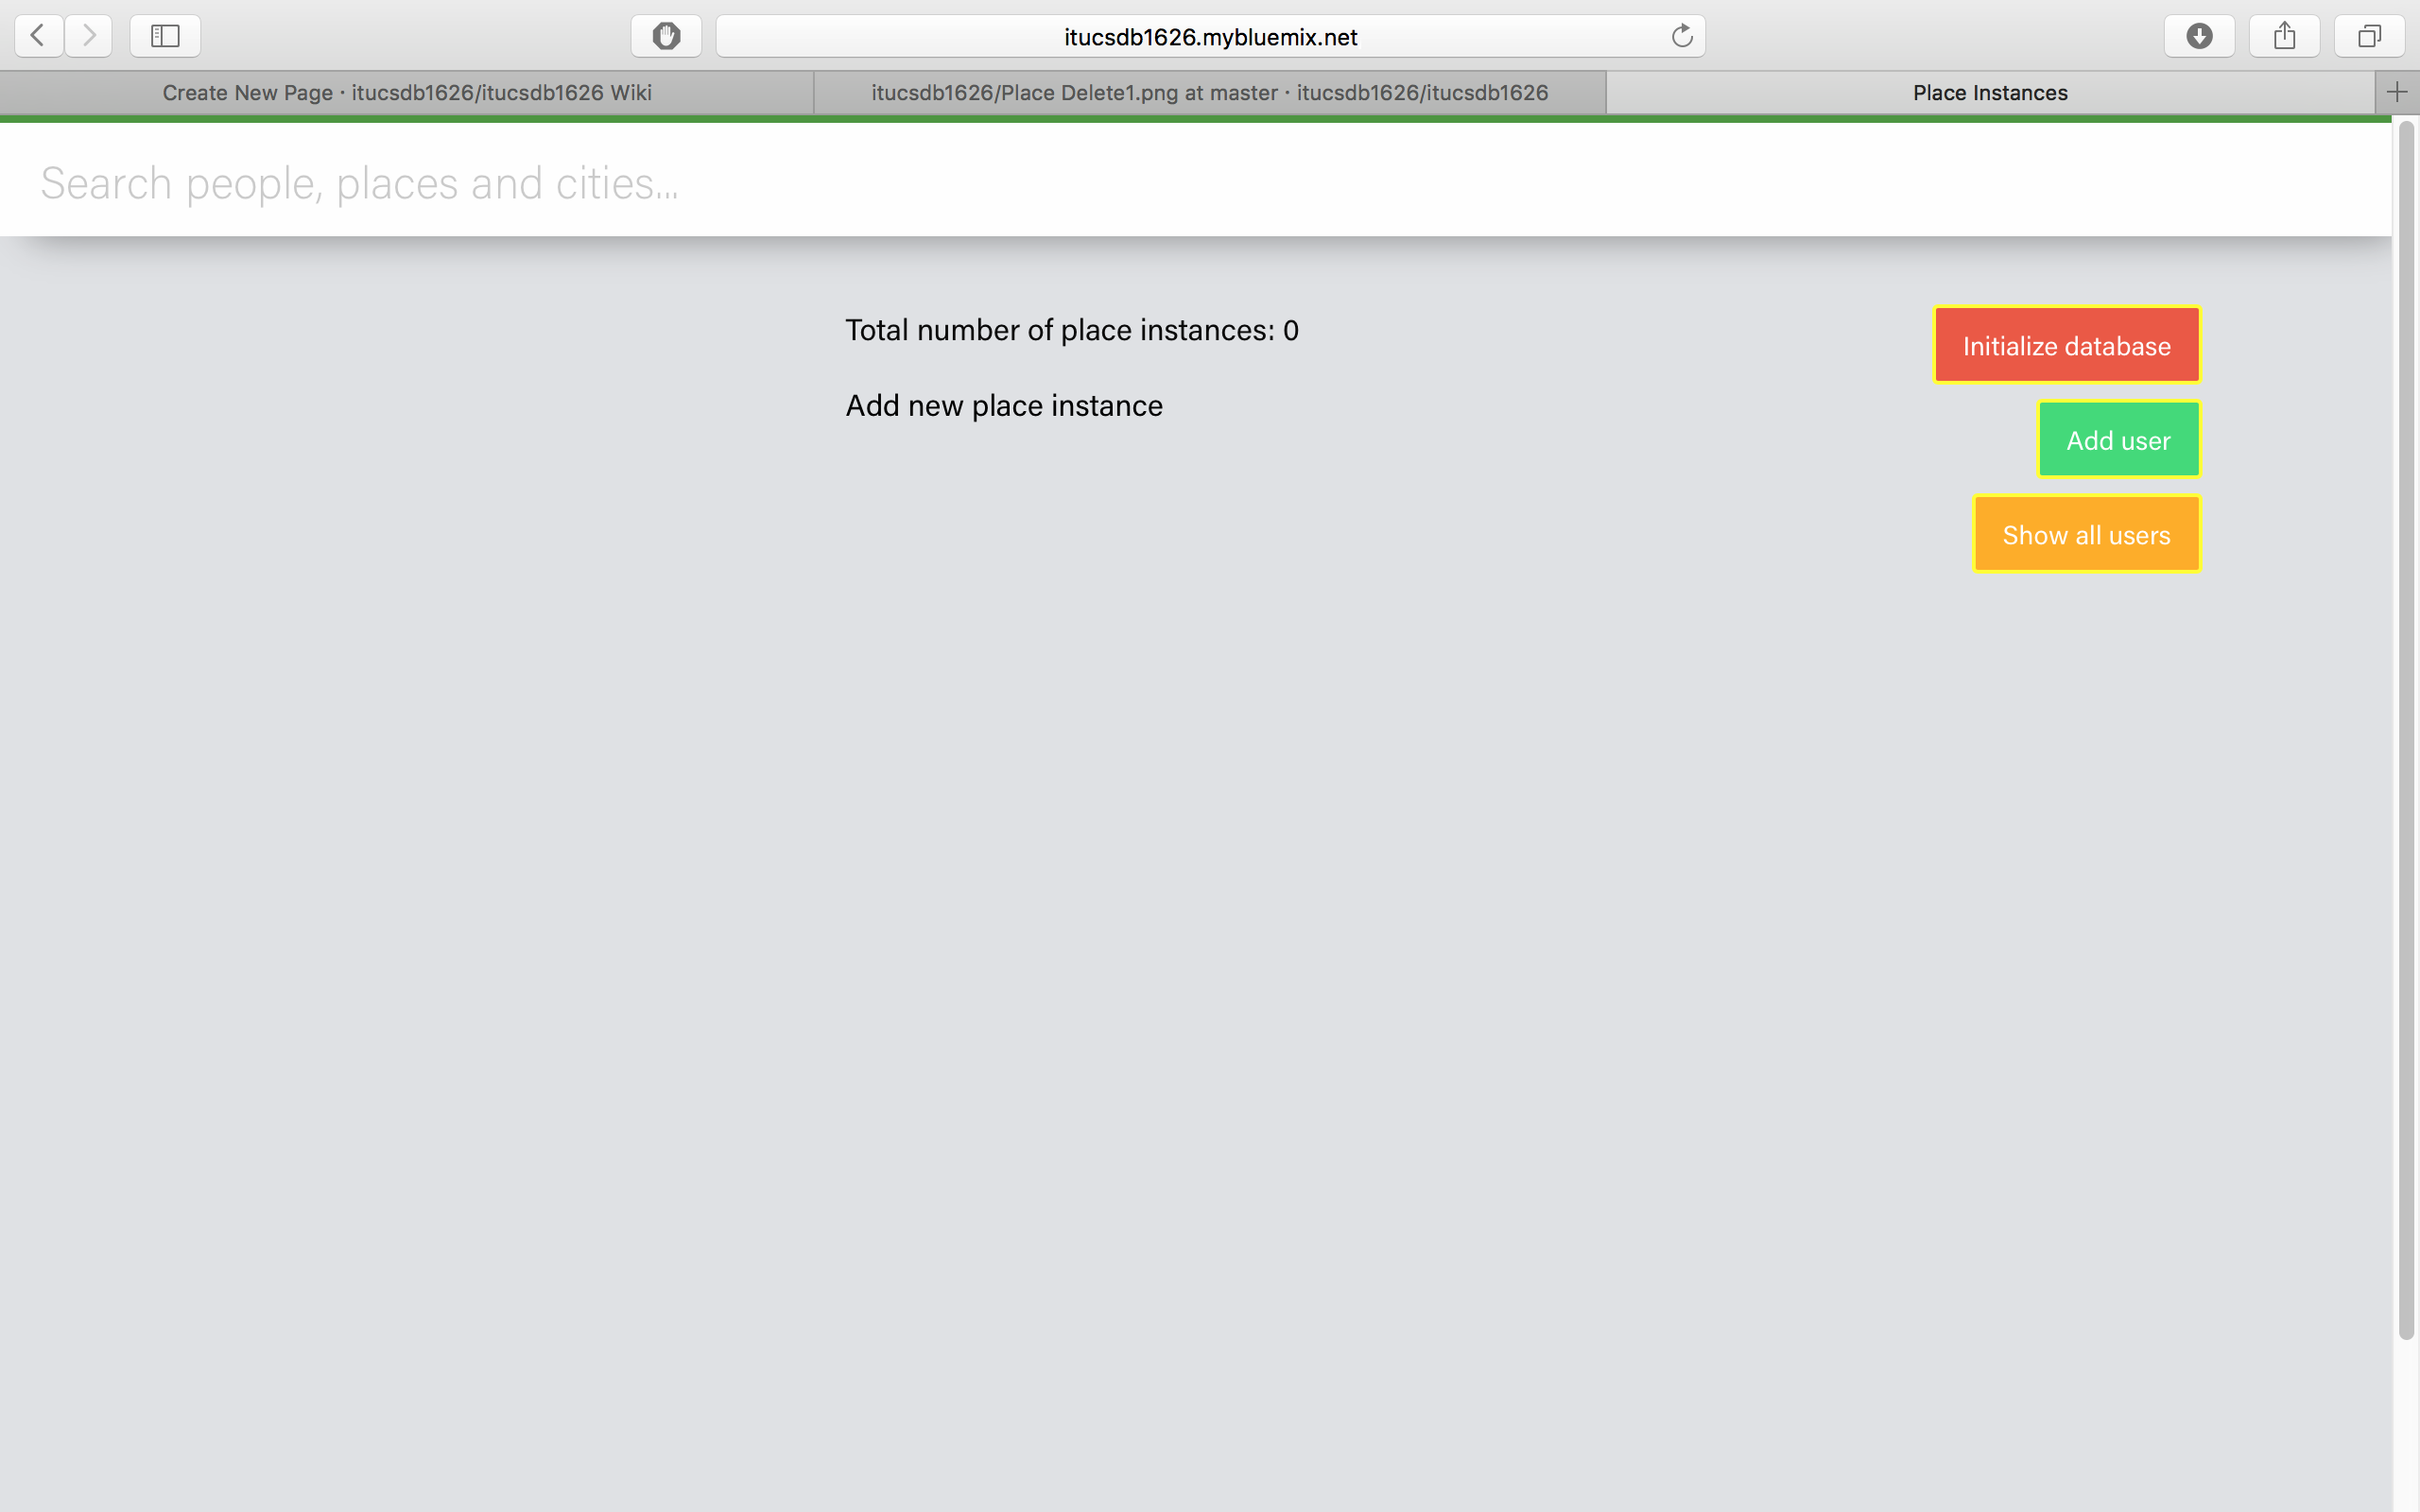 itucsdb1626.mybluemix.net
Create New Page · itucsdb1626/itucsdb1626 Wiki
itucsdb1626/Place Delete1.png at master · itucsdb1626/itucsdb1626
Place Instances
Search people, places and cities...
Total number of place instances: 0
Initialize database
Add new place instance
Add user
Show all users